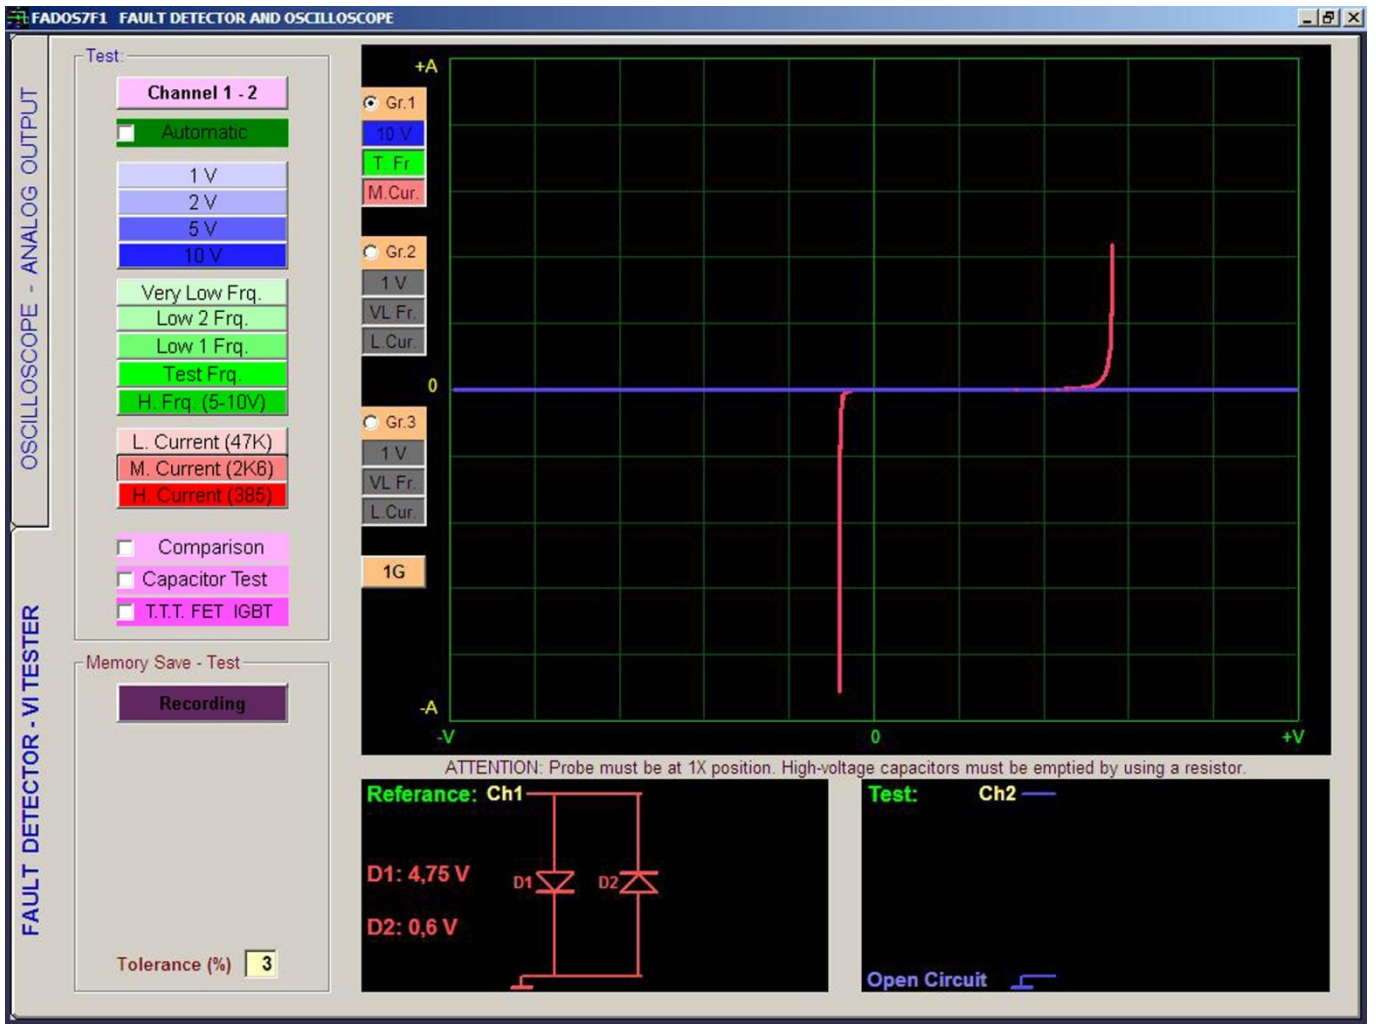 FADOS7F1 FAULT DETECTOR AND OSCILLOSCOPE
OSCILLOSCOPE - ANALOG OUTPUT
FAULT DETECTOR - VI TESTER
Test:
Channel 1 - 2
Automatic
1 V
2 V
5 V
10 V
Very Low Frq.
Low 2 Frq.
Low 1 Frq.
Test Frq.
H. Frq. (5-10V)
L. Current (47K)
M. Current (2K6)
H. Current (385)
Comparison
Capacitor Test
T.T.T. FET IGBT
Memory Save - Test
Recording
Tolerance (%) 3
Gr.1
10 V
T. Fr
M.Cur.
Gr.2
1 V
VL Fr.
L.Cur.
Gr.3
1 V
VL Fr.
L.Cur.
1G
+A
0
-A
-V 0 +V
ATTENTION: Probe must be at 1X position. High-voltage capacitors must be emptied by using a resistor.
Referance: Ch1
D1: 4,75 V
D1 D2
D2: 0,6 V
Test: Ch2
Open Circuit